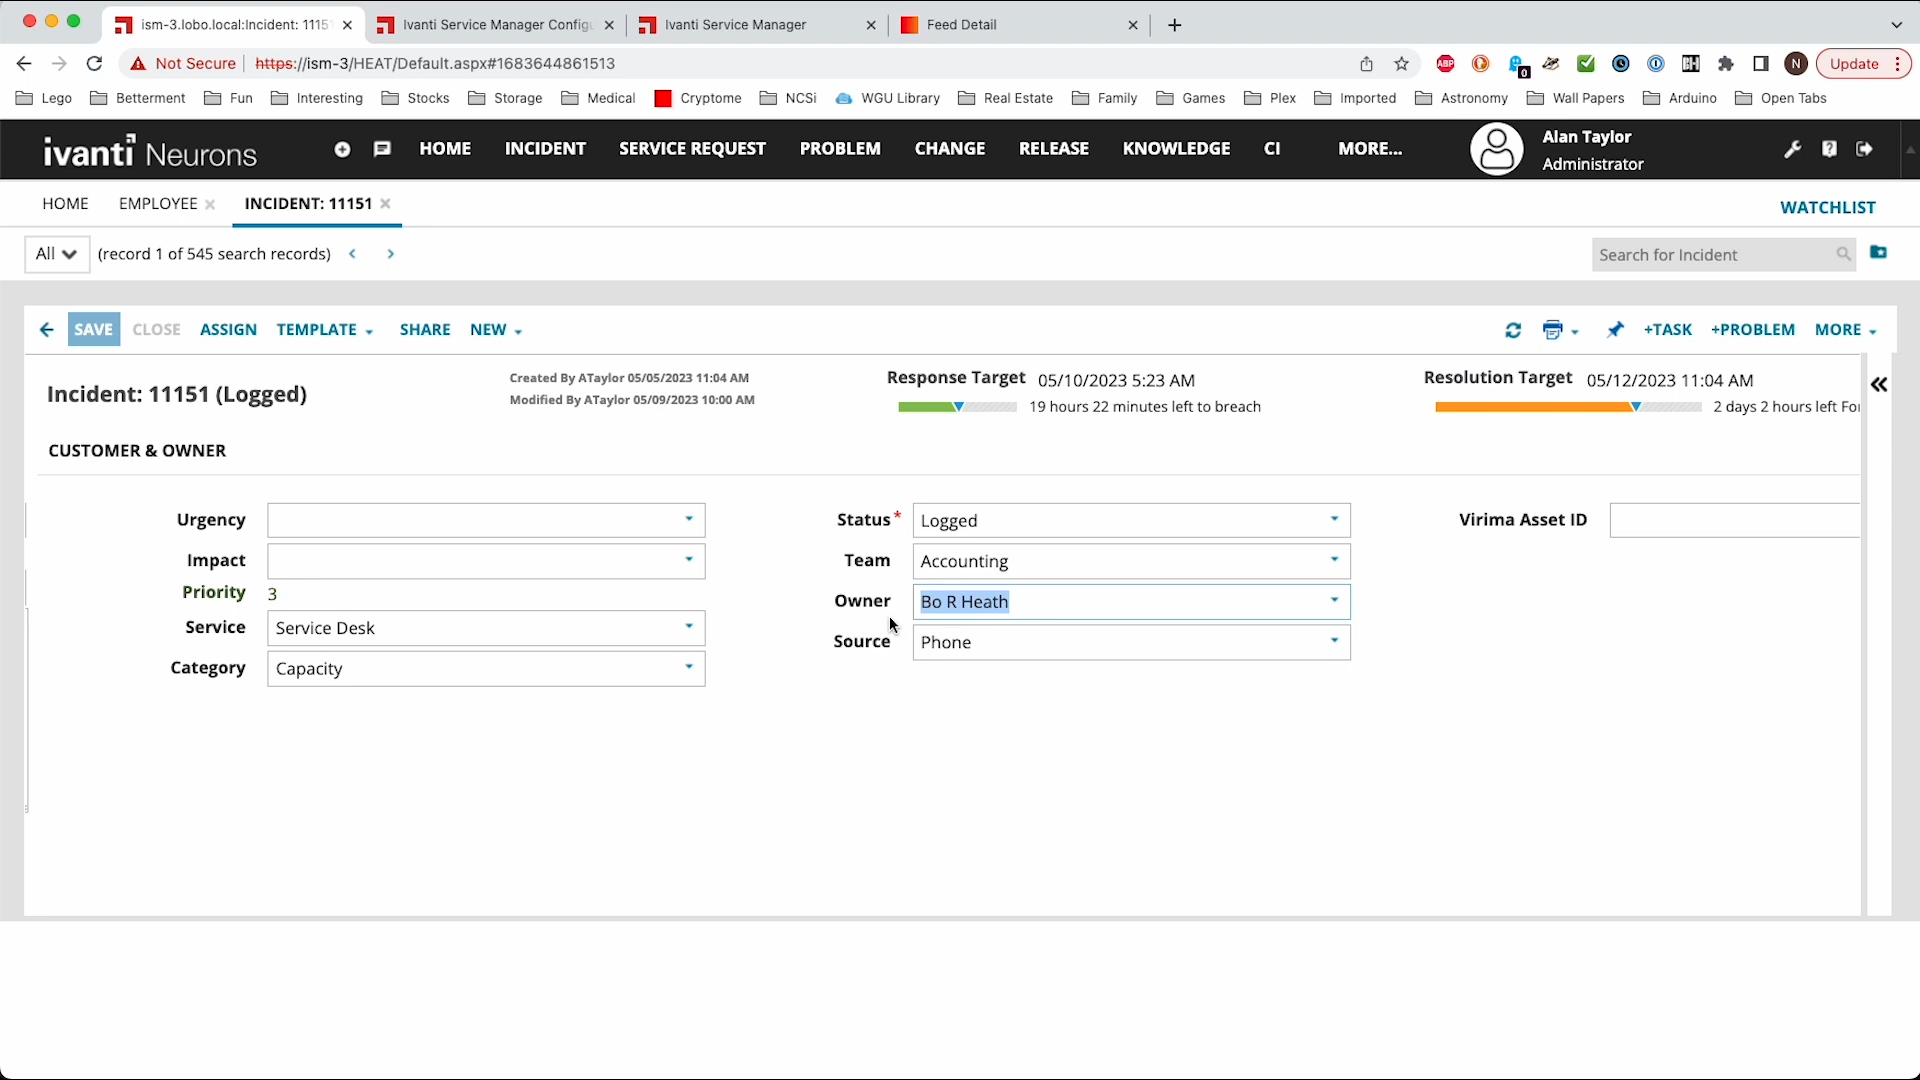 ism-3.lobo.local:Incident: 1115
Ivanti Service Manager Configu
Ivanti Service Manager
Feed Detail
Not Secure
https://ism-3/HEAT/Default.aspx#1683644861513
ABP
0
N
Update
Lego
Betterment
Fun
Interesting
Stocks
Storage
Medical
Cryptome
NCSi
WGU Library
Real Estate
Family
Games
Plex
Imported
Astronomy
Wall Papers
Arduino
Open Tabs
ivanti Neurons
HOME
INCIDENT
SERVICE REQUEST
PROBLEM
CHANGE
RELEASE
KNOWLEDGE
CI
MORE...
Alan Taylor
Administrator
HOME
EMPLOYEE
INCIDENT: 11151
WATCHLIST
All
(record 1 of 545 search records)
Search for Incident
SAVE
CLOSE
ASSIGN
TEMPLATE
SHARE
NEW
+TASK
+PROBLEM
MORE
Incident: 11151 (Logged)
Created By ATaylor 05/05/2023 11:04 AM
Modified By ATaylor 05/09/2023 10:00 AM
Response Target 05/10/2023 5:23 AM
19 hours 22 minutes left to breach
Resolution Target 05/12/2023 11:04 AM
2 days 2 hours left For
CUSTOMER & OWNER
Urgency
Impact
Priority 3
Service Service Desk
Category Capacity
Status* Logged
Team Accounting
Owner Bo R Heath
Source Phone
Virima Asset ID